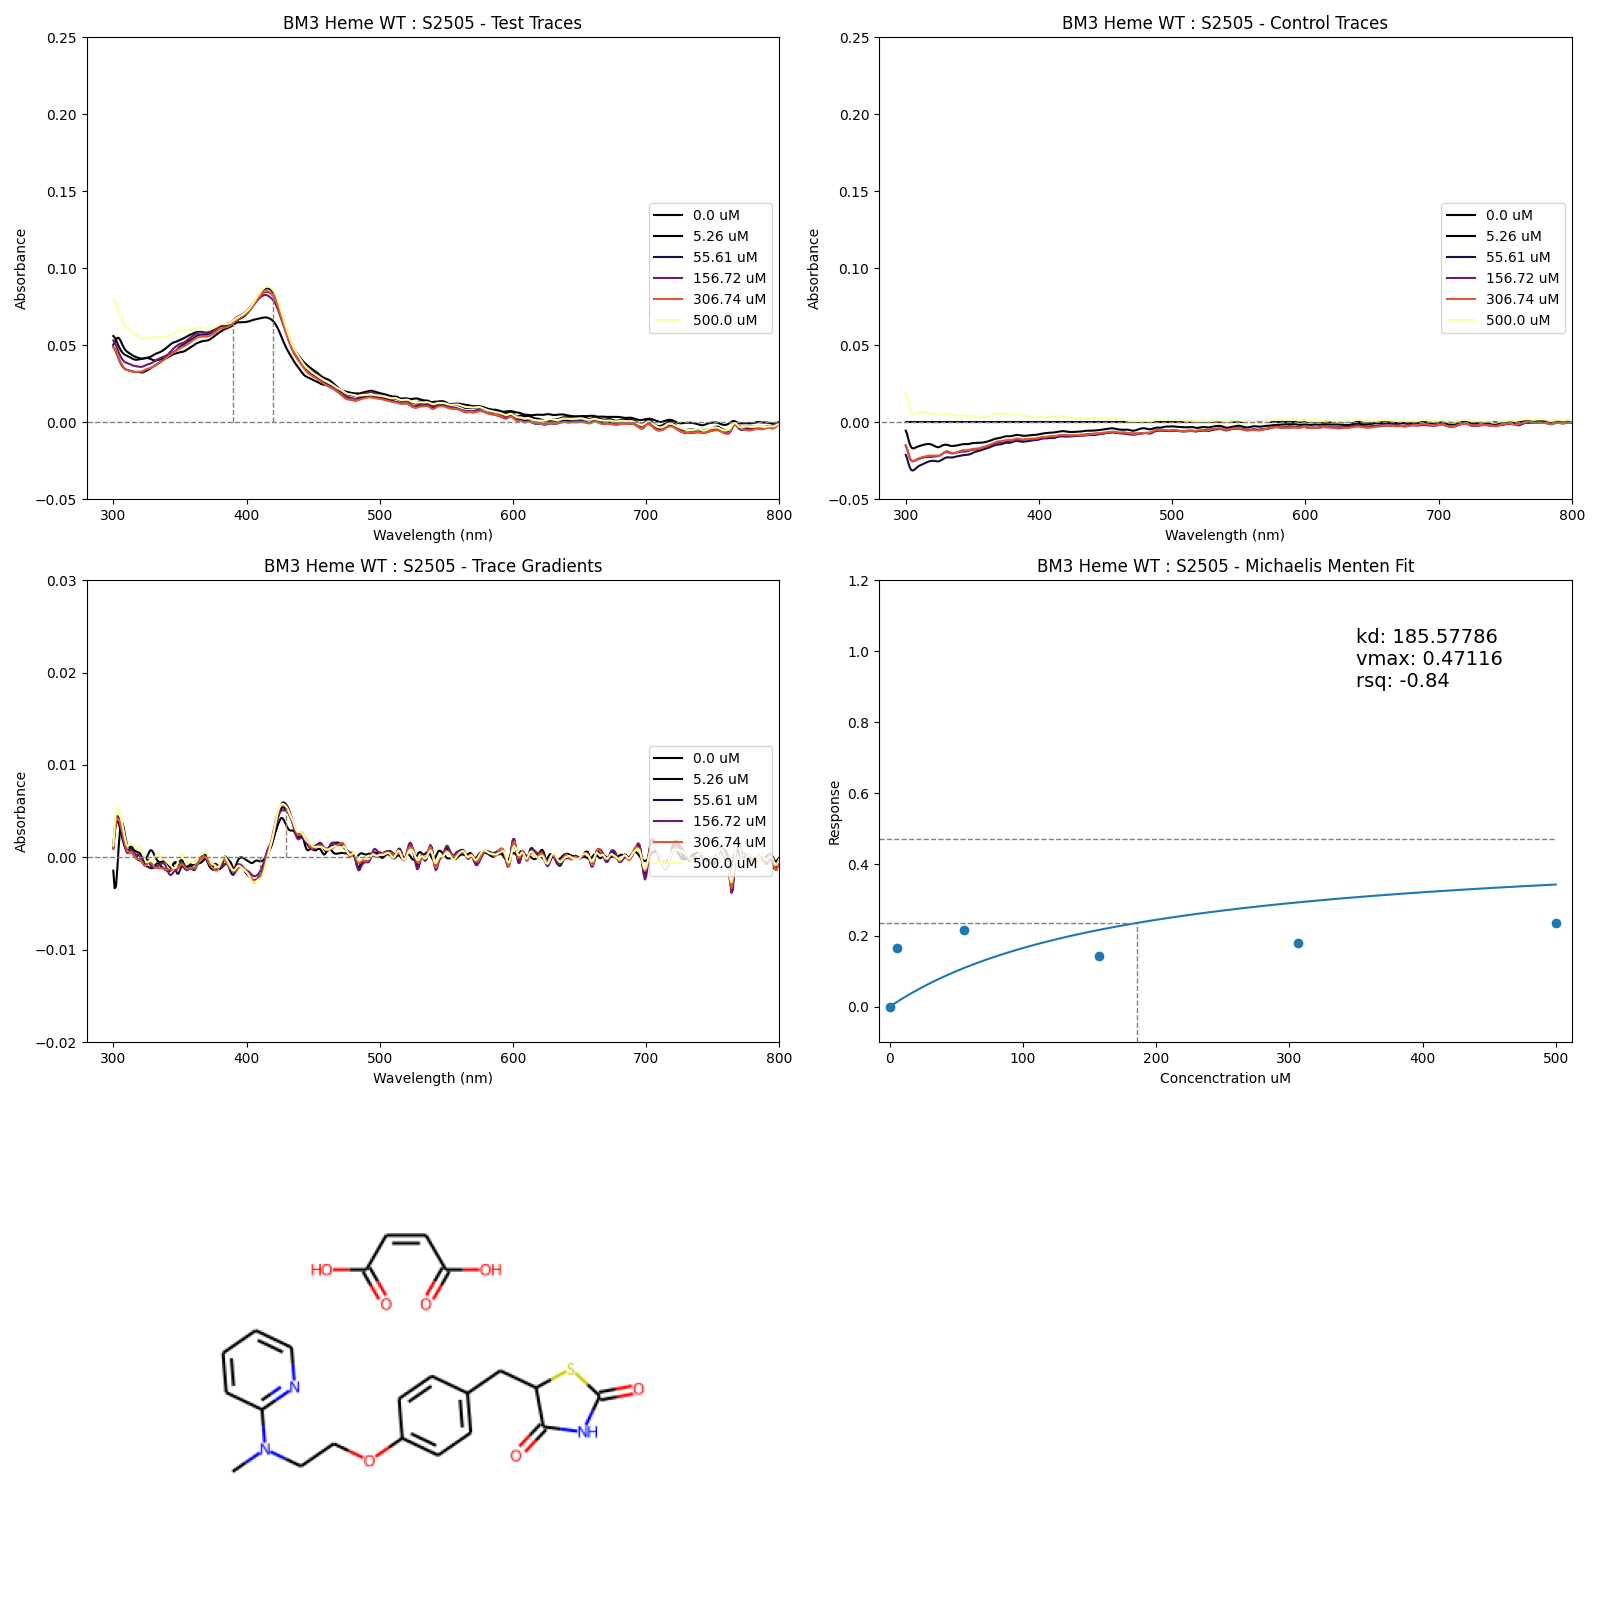 BM3 Heme WT : S2505 - Test Traces
0.25
0.20
0.15
0.10
0.05
0.00
−0.05
Absorbance
300
400
500
600
700
800
Wavelength (nm)
0.0 uM
5.26 uM
55.61 uM
156.72 uM
306.74 uM
500.0 uM
BM3 Heme WT : S2505 - Control Traces
0.25
0.20
0.15
0.10
0.05
0.00
−0.05
Absorbance
300
400
500
600
700
800
Wavelength (nm)
0.0 uM
5.26 uM
55.61 uM
156.72 uM
306.74 uM
500.0 uM
BM3 Heme WT : S2505 - Trace Gradients
0.03
0.02
0.01
0.00
−0.01
−0.02
Absorbance
300
400
500
600
700
800
Wavelength (nm)
0.0 uM
5.26 uM
55.61 uM
156.72 uM
306.74 uM
500.0 uM
BM3 Heme WT : S2505 - Michaelis Menten Fit
1.2
1.0
0.8
0.6
0.4
0.2
0.0
Response
0
100
200
300
400
500
Concenctration uM
kd: 185.57786
vmax: 0.47116
rsq: -0.84
HO
OH
O
O
N
S
O
N
NH
O
O